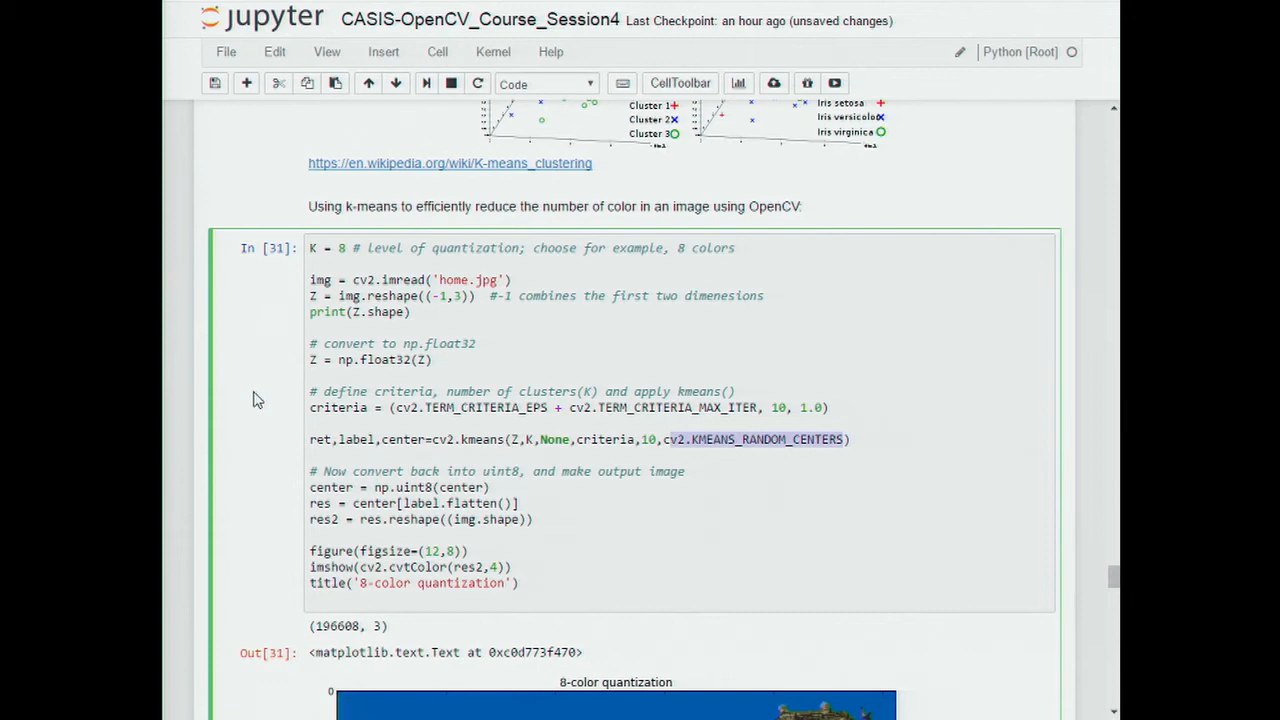 jupyter CASIS-OpenCV_Course_Session4 Last Checkpoint: an hour ago (unsaved changes)
File Edit View Insert Cell Kernel Help Python [Root]
Code CellToolbar
Cluster 1 Iris setosa
Cluster 2 Iris versicolo
Cluster 3 Iris virginica
https://en.wikipedia.org/wiki/K-means_clustering
Using k-means to efficiently reduce the number of color in an image using OpenCV:
In [31]: K = 8 # level of quantization; choose for example, 8 colors
img = cv2.imread('home.jpg')
Z = img.reshape((-1,3)) #-1 combines the first two dimenesions
print(Z.shape)
# convert to np.float32
Z = np.float32(Z)
# define criteria, number of clusters(K) and apply kmeans()
criteria = (cv2.TERM_CRITERIA_EPS + cv2.TERM_CRITERIA_MAX_ITER, 10, 1.0)
ret,label,center=cv2.kmeans(Z,K,None,criteria,10,cv2.KMEANS_RANDOM_CENTERS)
# Now convert back into uint8, and make output image
center = np.uint8(center)
res = center[label.flatten()]
res2 = res.reshape((img.shape))
figure(figsize=(12,8))
imshow(cv2.cvtColor(res2,4))
title('8-color quantization')
(196608, 3)
Out[31]: <matplotlib.text.Text at 0xc0d773f470>
8-color quantization
0